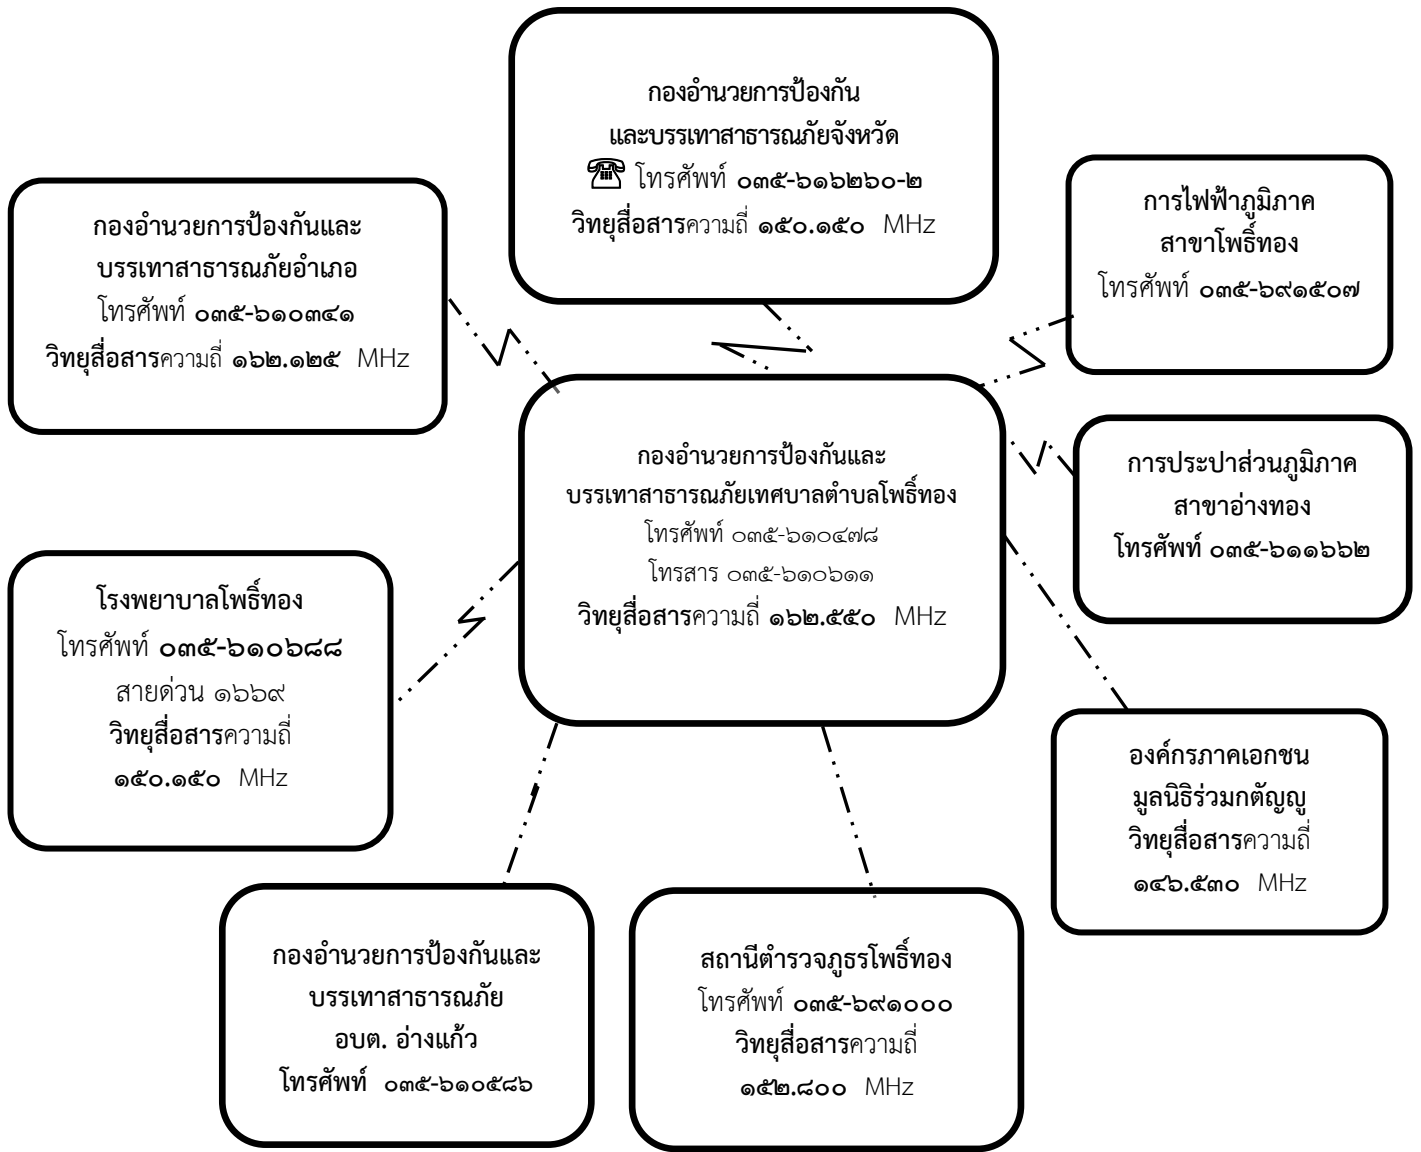 กองอำนวยการป้องกัน
และบรรเทาสาธารณภัยจังหวัด
โทรศัพท์ ๐๓๕-๖๑๖๒๖๐-๒
วิทยุสื่อสารความถี่ ๑๕๐.๑๕๐ MHz
กองอำนวยการป้องกันและ
บรรเทาสาธารณภัยอำเภอ
โทรศัพท์ ๐๓๕-๖๑๐๓๔๑
วิทยุสื่อสารความถี่ ๑๖๒.๑๒๕ MHz
การไฟฟ้าภูมิภาค
สาขาโพธิ์ทอง
โทรศัพท์ ๐๓๕-๖๙๑๕๐๗
กองอำนวยการป้องกันและ
บรรเทาสาธารณภัยเทศบาลตำบลโพธิ์ทอง
โทรศัพท์ ๐๓๕-๖๑๐๔๗๘
โทรสาร ๐๓๕-๖๑๐๖๑๑
วิทยุสื่อสารความถี่ ๑๖๒.๕๕๐ MHz
การประปาส่วนภูมิภาค
สาขาอ่างทอง
โทรศัพท์ ๐๓๕-๖๑๑๖๖๒
โรงพยาบาลโพธิ์ทอง
โทรศัพท์ ๐๓๕-๖๑๐๖๘๘
สายด่วน ๑๖๖๙
วิทยุสื่อสารความถี่
๑๕๐.๑๕๐ MHz
องค์กรภาคเอกชน
มูลนิธิร่วมกตัญญู
วิทยุสื่อสารความถี่
๑๔๖.๕๓๐ MHz
กองอำนวยการป้องกันและ
บรรเทาสาธารณภัย
อบต. อ่างแก้ว
โทรศัพท์ ๐๓๕-๖๑๐๕๘๖
สถานีตำรวจภูธรโพธิ์ทอง
โทรศัพท์ ๐๓๕-๖๙๑๐๐๐
วิทยุสื่อสารความถี่
๑๕๒.๘๐๐ MHz